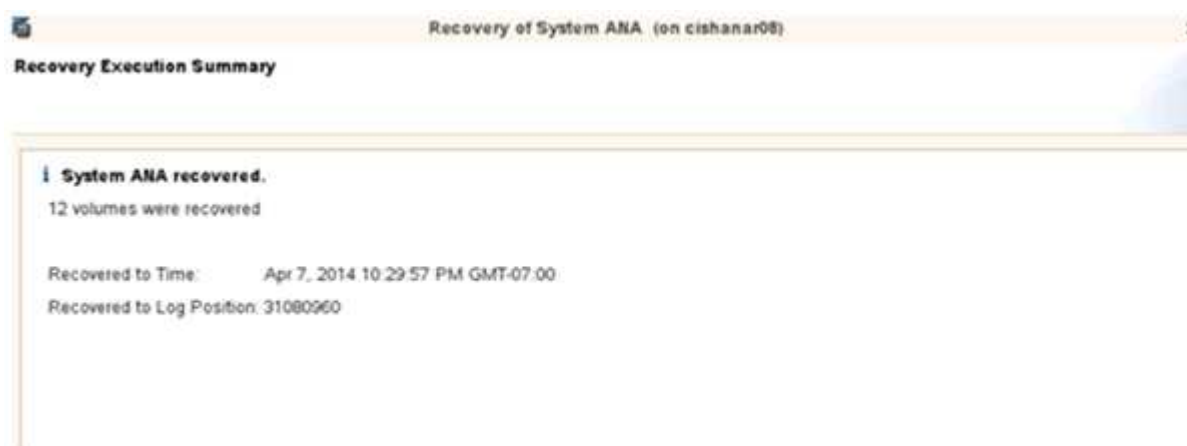 Recovery of System ANA (on cishanar08)
Recovery Execution Summary
System ANA recovered.
12 volumes were recovered
Recovered to Time: Apr 7, 2014 10:29:57 PM GMT-07:00
Recovered to Log Position: 31080960